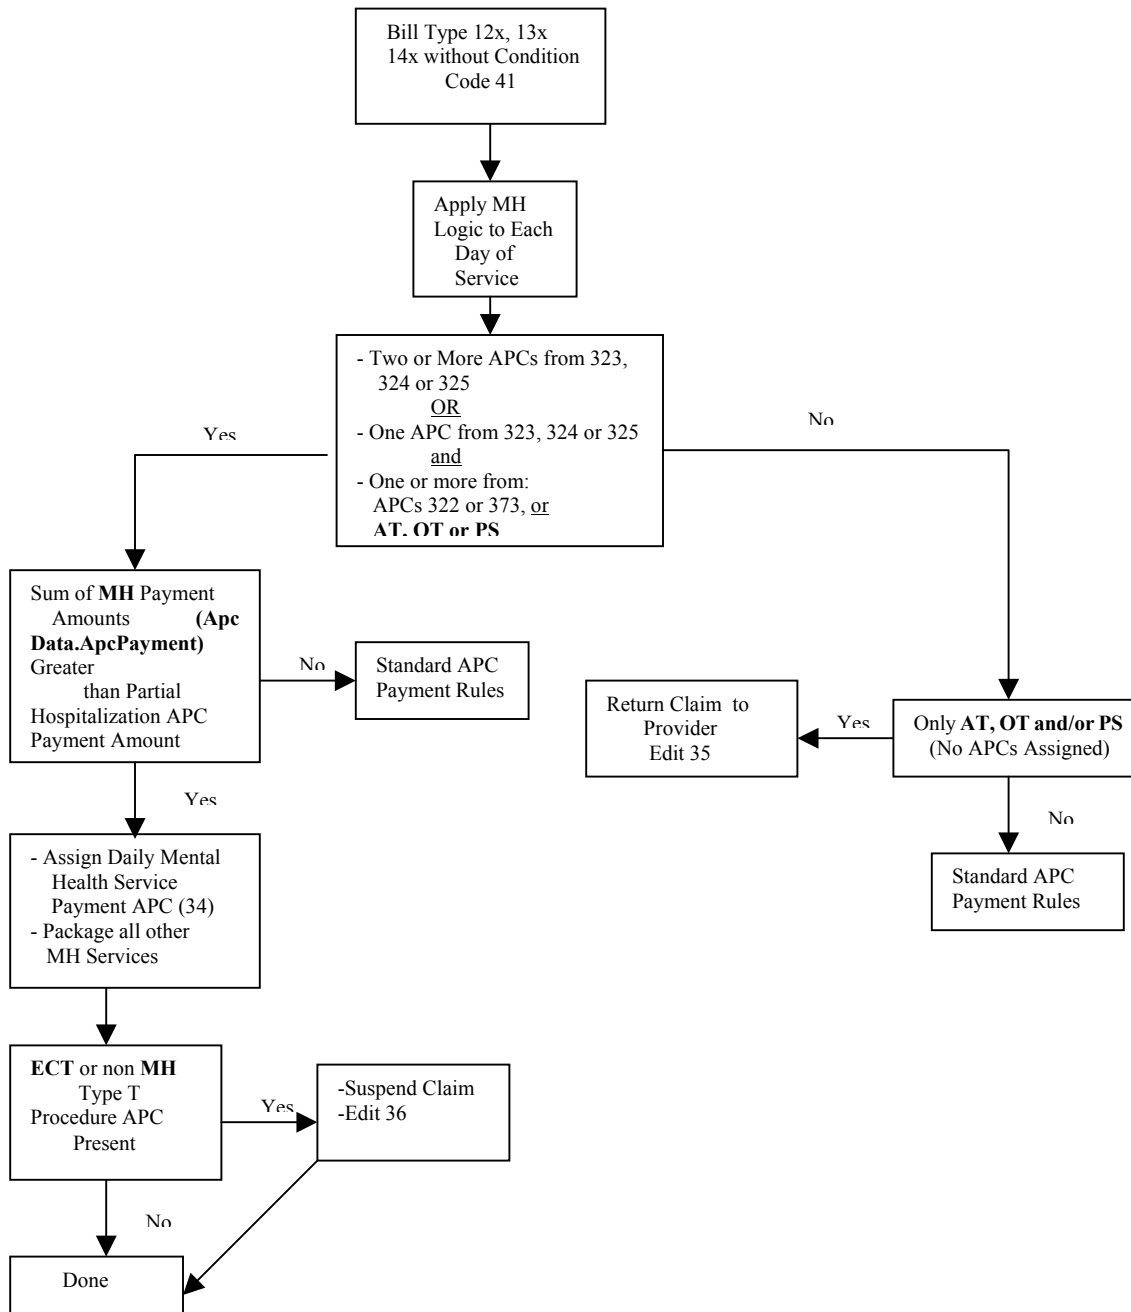 Bill Type 12x, 13x
14x without Condition
Code 41
Apply MH
Logic to Each
Day of
Service
- Two or More APCs from 323,
324 or 325
OR
- One APC from 323, 324 or 325
and
- One or more from:
APCs 322 or 373, or
AT, OT or PS
Yes
No
Sum of MH Payment
Amounts (Apc
Data.ApcPayment)
Greater
than Partial
Hospitalization APC
Payment Amount
No
Standard APC
Payment Rules
Return Claim to
Provider
Edit 35
Yes
Only AT, OT and/or PS
(No APCs Assigned)
Yes
No
- Assign Daily Mental
Health Service
Payment APC (34)
- Package all other
MH Services
Standard APC
Payment Rules
ECT or non MH
Type T
Procedure APC
Present
Yes
-Suspend Claim
-Edit 36
No
Done